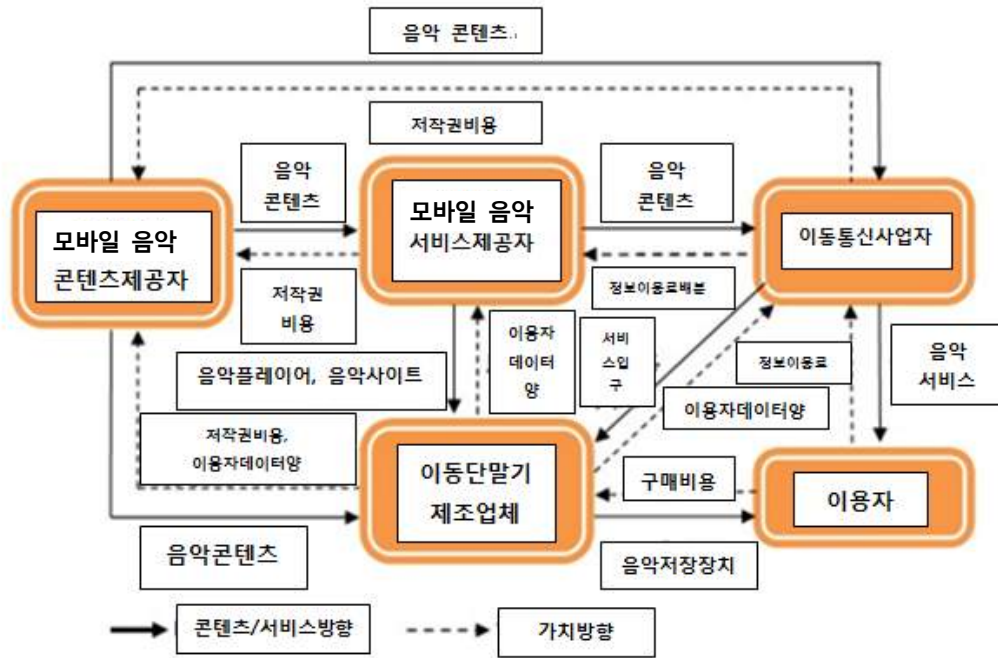 음악 콘텐츠.
저작권비용
음악
콘텐츠
음악
콘텐츠
모바일 음악
콘텐츠제공자
모바일 음악
서비스제공자
이동통신사업자
저작권
비용
정보이용료배분
이용자
데이터
양
서비
스입
구
정보이용료
음악
서비스
음악플레이어, 음악사이트
이용자데이터양
저작권비용,
이용자데이터양
이동단말기
제조업체
구매비용
이용자
음악콘텐츠
음악저장장치
콘텐츠/서비스방향
가치방향